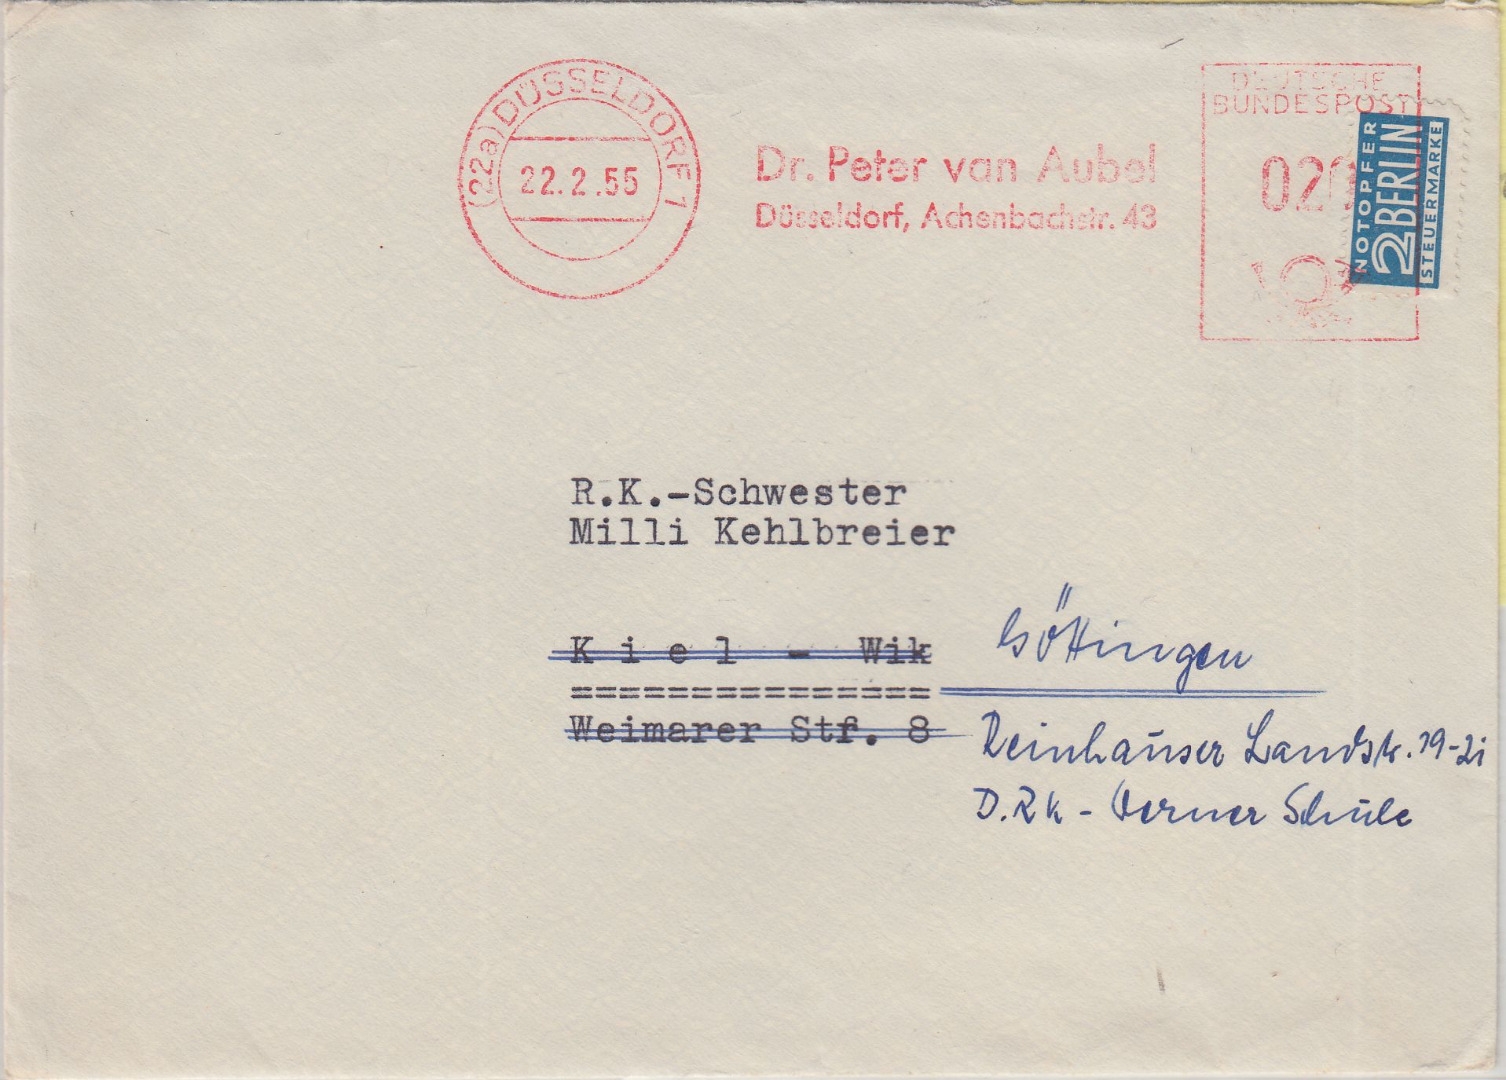 (22a) DÜSSELDORF 1
22.2.55
Dr. Peter van Aubel
Düsseldorf, Achenbachstr. 43
DEUTSCHE
BUNDESPOST
020
NOTOPFER
2 BERLIN
STEUERMARKE
R.K.-Schwester
Milli Kehlbreier
Kiel - Wik
===============
Weimarer Str. 8
Göttingen
Reinhäuser Landstr. 19-21
D.RK - Werner Schule